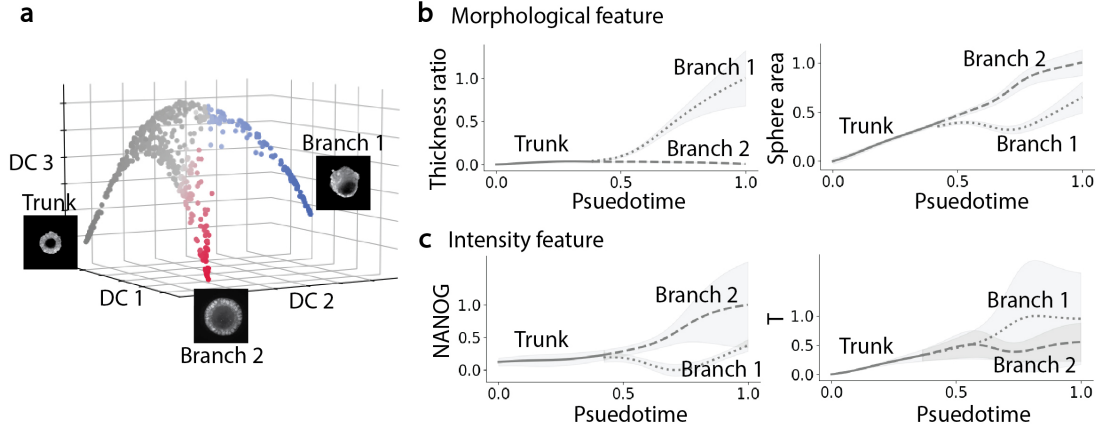 a
DC 3
Trunk
Branch 1
DC 1
DC 2
Branch 2
b Morphological feature
Thickness ratio
1.0
0.5
0.0
Trunk
Branch 1
Branch 2
0.0 0.5 1.0
Psuedotime
Sphere area
1.0
0.5
0.0
Trunk
Branch 2
Branch 1
0.0 0.5 1.0
Psuedotime
c Intensity feature
NANOG
1.0
0.5
0.0
Trunk
Branch 2
Branch 1
0.0 0.5 1.0
Psuedotime
T
1.0
0.5
0.0
Trunk
Branch 1
Branch 2
0.0 0.5 1.0
Psuedotime